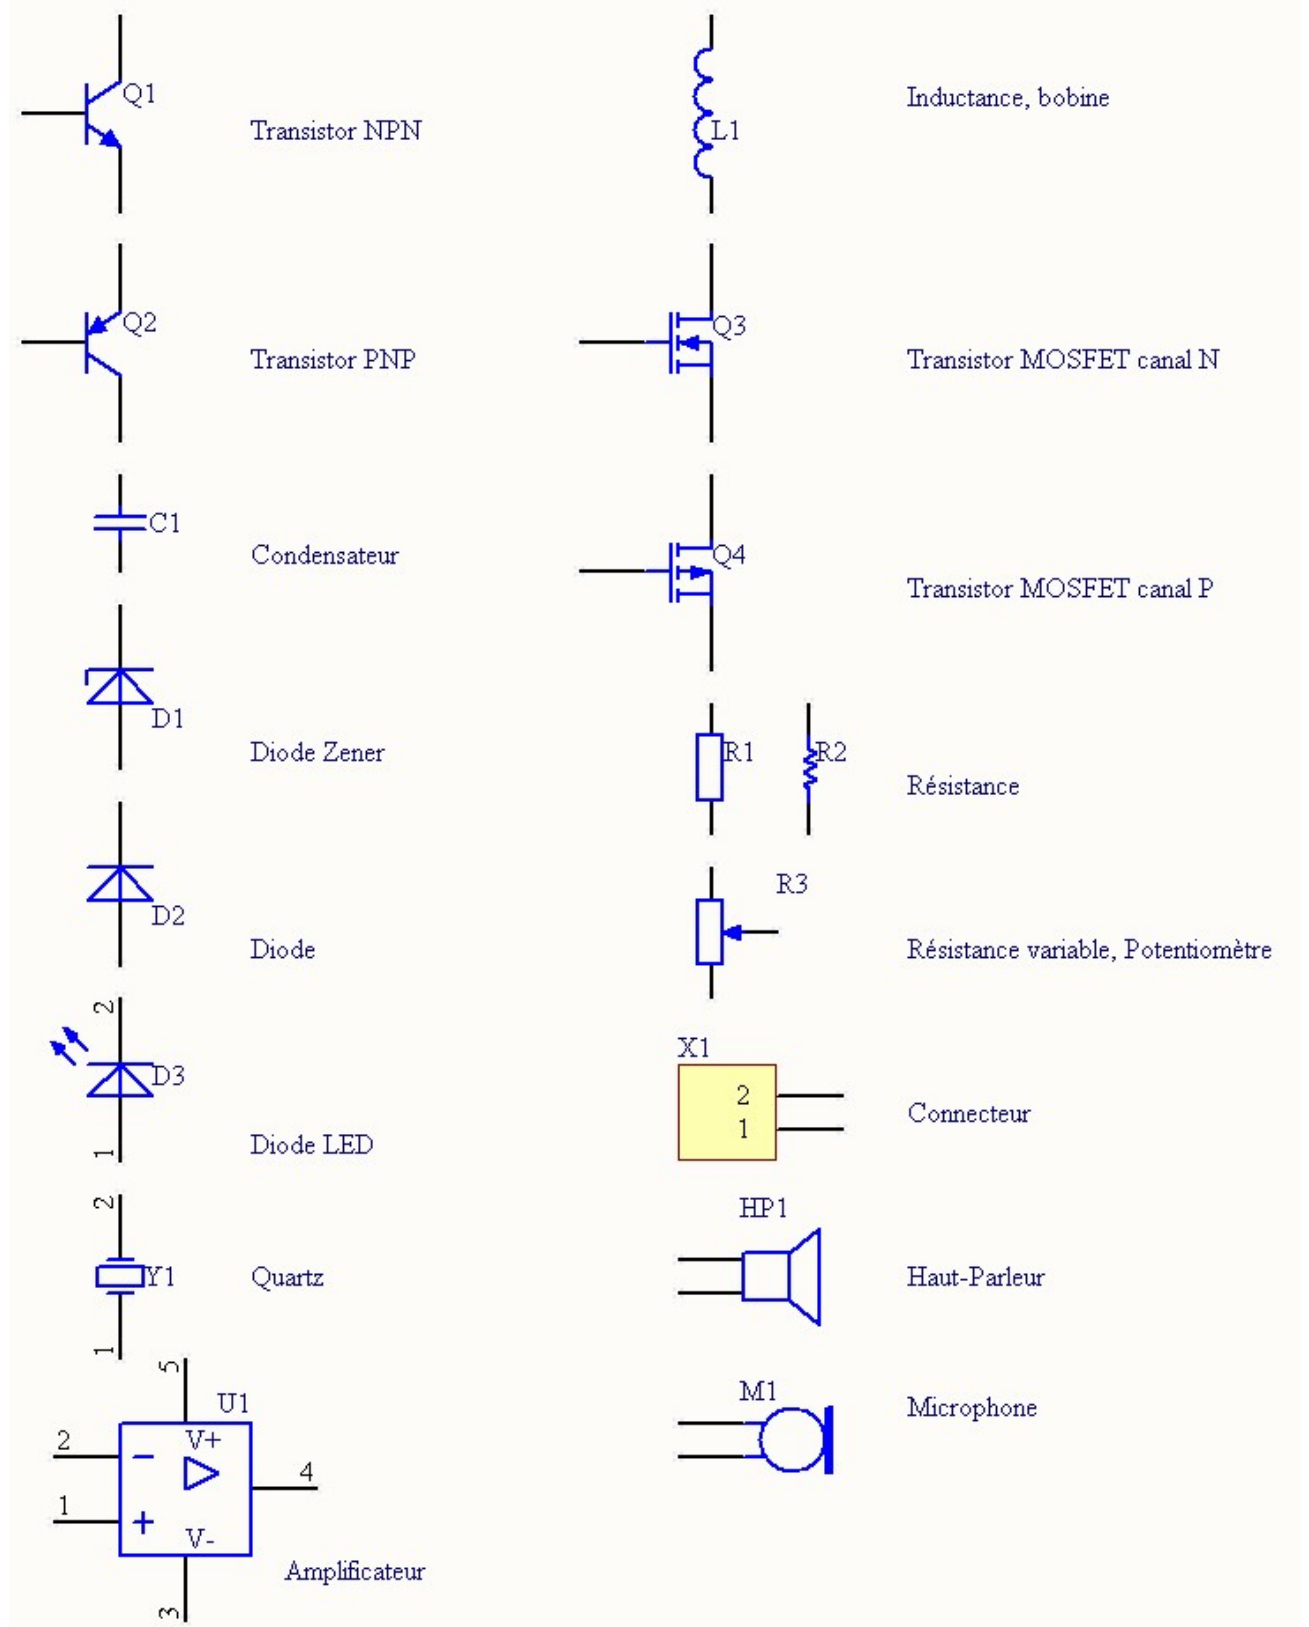 Q1
Transistor NPN
Q2
Transistor PNP
C1
Condensateur
D1
Diode Zener
D2
Diode
2
D3
1
Diode LED
2
Y1
Quartz
1
5
U1
V+
2
-
4
1
+
V-
Amplificateur
3
Inductance, bobine
L1
Q3
Transistor MOSFET canal N
Q4
Transistor MOSFET canal P
R1
R2
Résistance
R3
Résistance variable, Potentiomètre
X1
2
1
Connecteur
HP1
Haut-Parleur
M1
Microphone